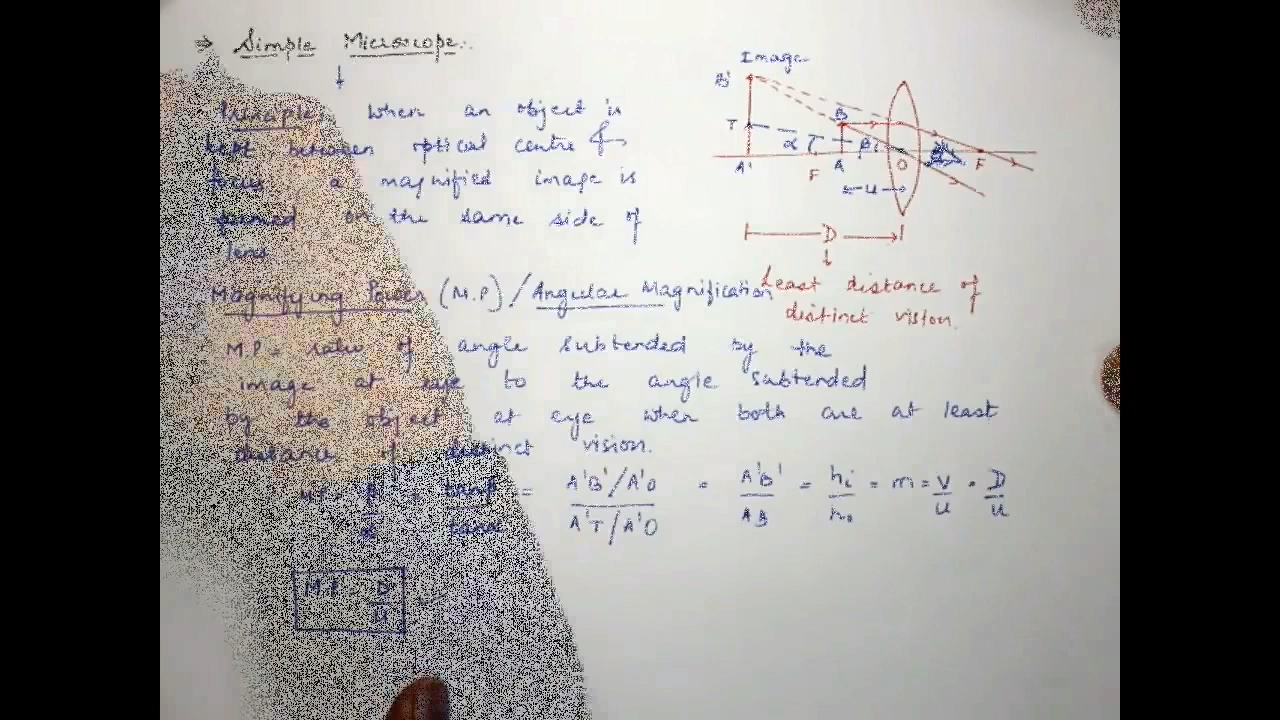 ⇒ Simple Microscope:.
↓
Principle: When an object is
kept between optical centre &
focus a magnified image is
formed on the same side of
lens
Image
B'
T
A'
α
F
B
A
β
O
F
u
D
↓
Least distance of
distinct vision.
Magnifying Power (M.P) / Angular Magnification
M.P = ratio of angle subtended by the
image at eye to the angle subtended
by the object at eye when both are at least
distance of distinct vision.
= A'B'/A'O / A'T/A'O = A'B'/AB = hi/ho = m = v/u = D/u
M.P = D/u